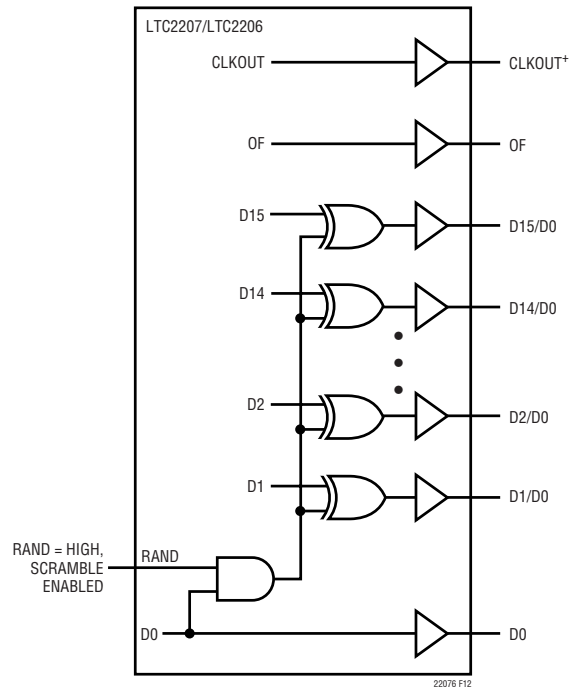 LTC2207/LTC2206
CLKOUT
CLKOUT⁺
OF
OF
D15
D15/D0
D14
D14/D0
D2
D2/D0
D1
D1/D0
RAND = HIGH,
SCRAMBLE
ENABLED
RAND
D0
D0
22076 F12